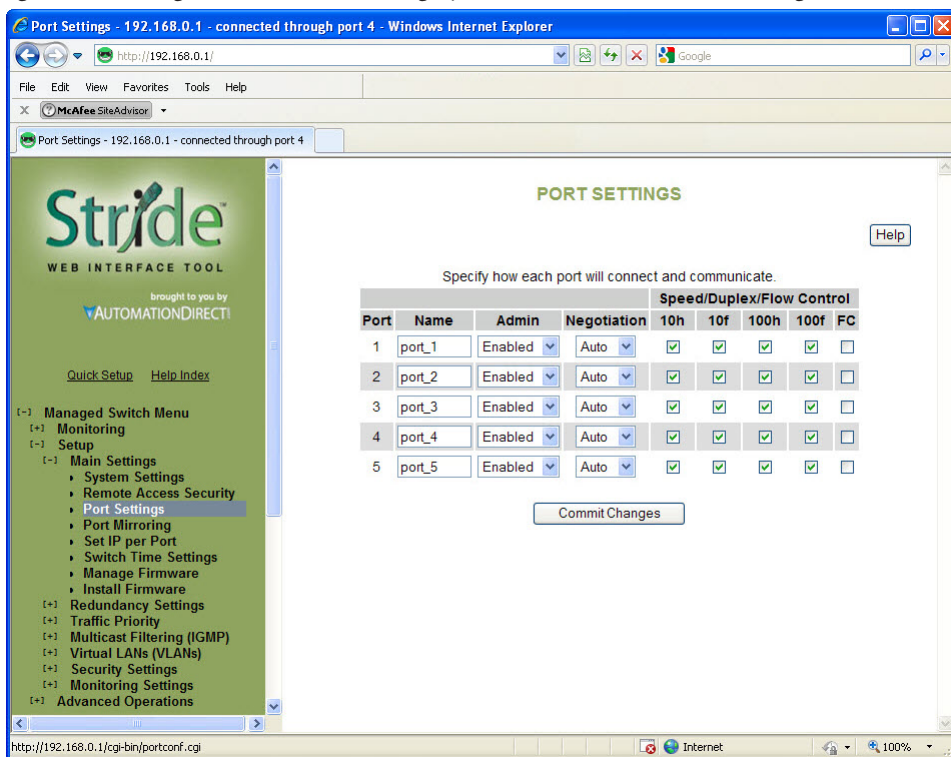 Port Settings - 192.168.0.1 - connected through port 4 - Windows Internet Explorer
http://192.168.0.1/
Google
File Edit View Favorites Tools Help
X McAfee SiteAdvisor
Port Settings - 192.168.0.1 - connected through port 4
Stride™
WEB INTERFACE TOOL
brought to you by
AUTOMATIONDIRECT
Quick Setup Help Index
[-] Managed Switch Menu
[+] Monitoring
[-] Setup
[-] Main Settings
System Settings
Remote Access Security
Port Settings
Port Mirroring
Set IP per Port
Switch Time Settings
Manage Firmware
Install Firmware
[+] Redundancy Settings
[+] Traffic Priority
[+] Multicast Filtering (IGMP)
[+] Virtual LANs (VLANs)
[+] Security Settings
[+] Monitoring Settings
[+] Advanced Operations
PORT SETTINGS
Help
Specify how each port will connect and communicate.
Speed/Duplex/Flow Control
Port Name Admin Negotiation 10h 10f 100h 100f FC
1 port_1 Enabled Auto
2 port_2 Enabled Auto
3 port_3 Enabled Auto
4 port_4 Enabled Auto
5 port_5 Enabled Auto
Commit Changes
http://192.168.0.1/cgi-bin/portconf.cgi
Internet
100%